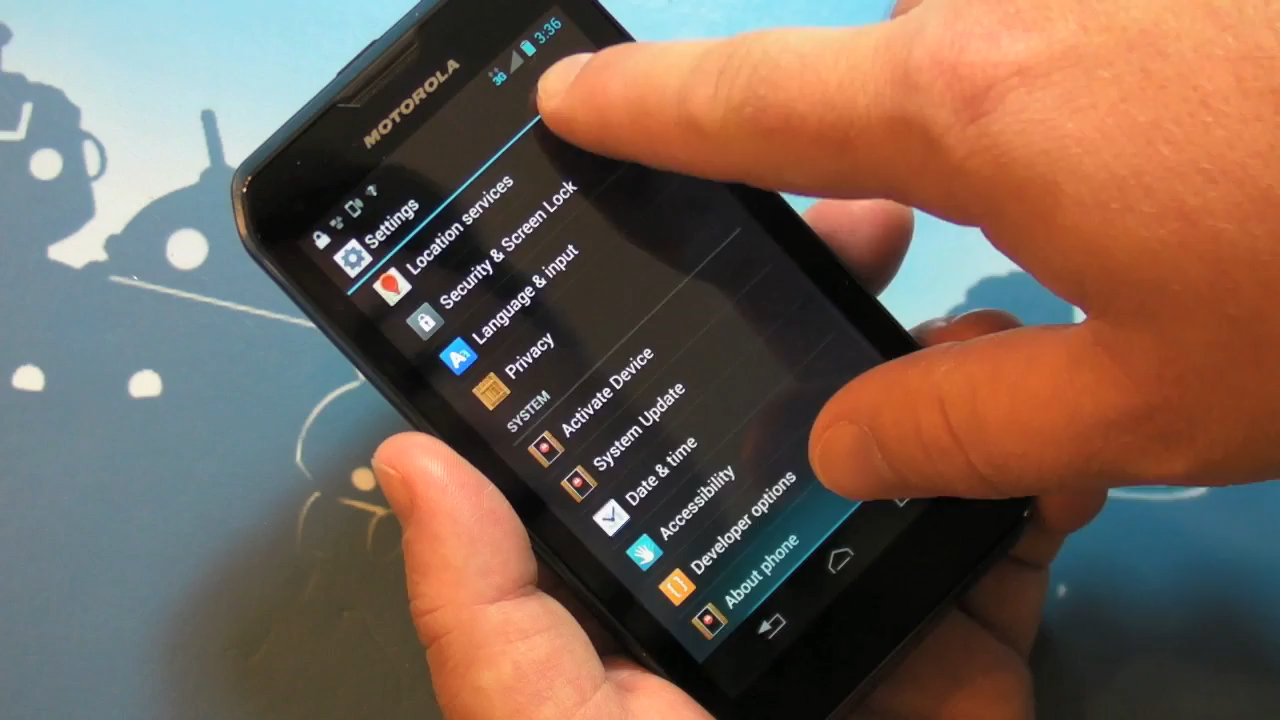 MOTOROLA
3G
3:36
Settings
Location services
Security & Screen Lock
Language & input
Privacy
SYSTEM
Activate Device
System Update
Date & time
Accessibility
Developer options
About phone